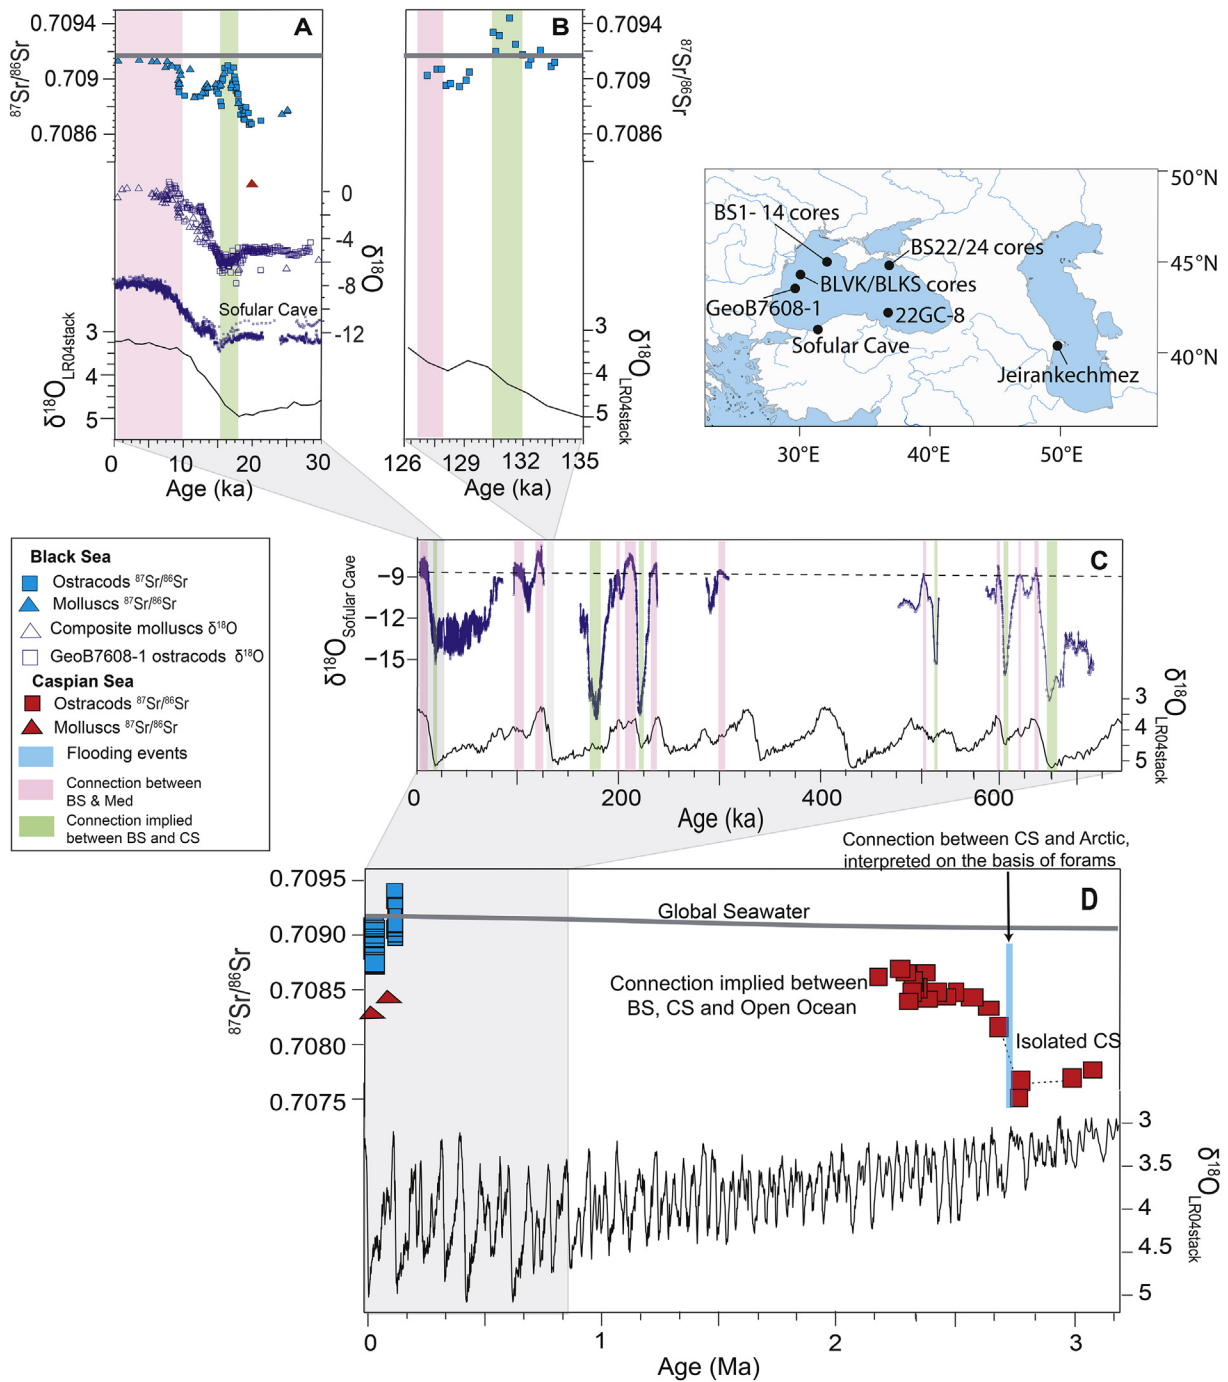 A
0.7094
0.709
0.7086
87Sr/86Sr
0
-4
-8
-12
δ18O
Sofular Cave
3
4
5
δ18OLR04stack
0 10 20 30
Age (ka)
B
0.7094
0.709
0.7086
87Sr/86Sr
3
4
5
δ18OLR04stack
126 129 132 135
Age (ka)
50°N
45°N
40°N
30°E 40°E 50°E
BS1- 14 cores
BS22/24 cores
BLVK/BLKS cores
GeoB7608-1
22GC-8
Sofular Cave
Jeirankechmez
Black Sea
Ostracods 87Sr/86Sr
Molluscs 87Sr/86Sr
Composite molluscs δ18O
GeoB7608-1 ostracods δ18O
Caspian Sea
Ostracods 87Sr/86Sr
Molluscs 87Sr/86Sr
Flooding events
Connection between
BS & Med
Connection implied
between BS and CS
C
−9
−12
−15
δ18OSofular Cave
3
4
5
δ18OLR04stack
0 200 400 600
Age (ka)
Connection between CS and Arctic,
interpreted on the basis of forams
D
0.7095
0.7090
0.7085
0.7080
0.7075
87Sr/86Sr
Global Seawater
Connection implied between
BS, CS and Open Ocean
Isolated CS
3
3.5
4
4.5
5
δ18OLR04stack
0 1 2 3
Age (Ma)